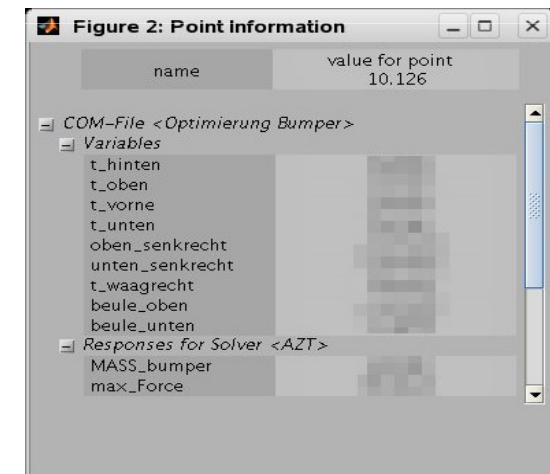 Figure 2: Point information
name
value for point
10.126
COM-File <Optimierung Bumper>
Variables
t_hinten
t_oben
t_vorne
t_unten
oben_senkrecht
unten_senkrecht
t_waagrecht
beule_oben
beule_unten
Responses for Solver <AZT>
MASS_bumper
max_Force